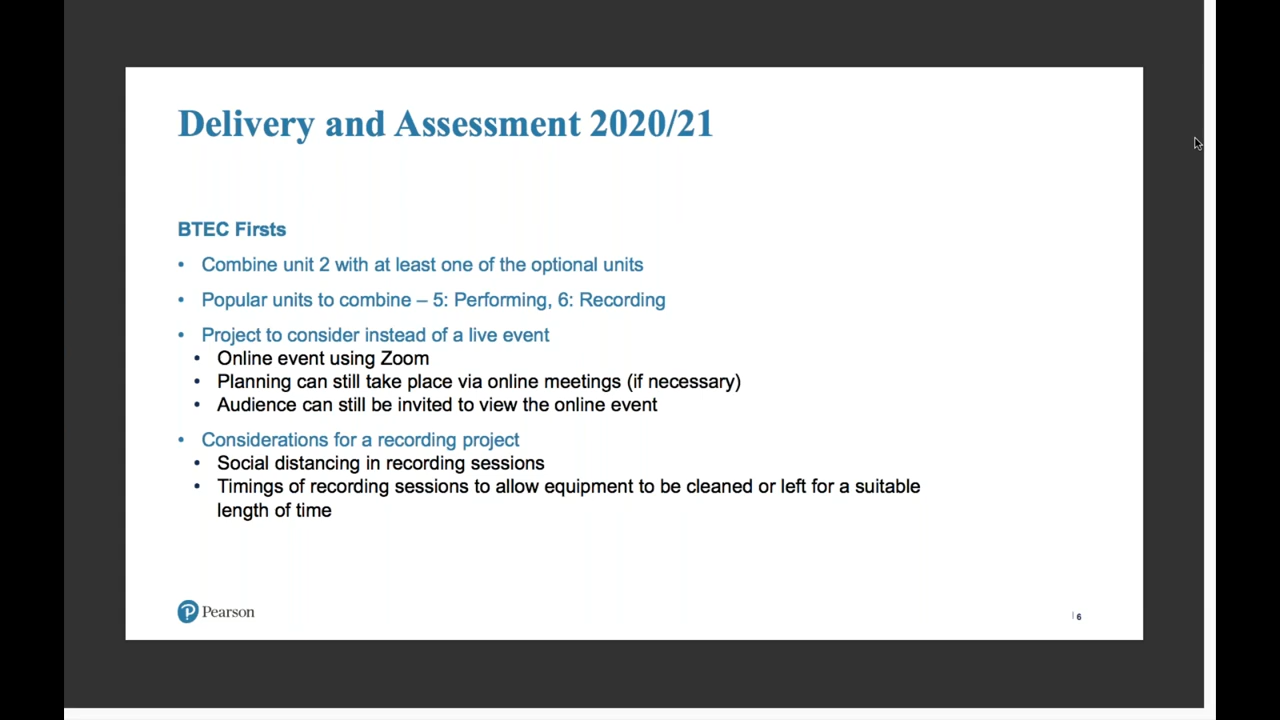 Delivery and Assessment 2020/21
BTEC Firsts
• Combine unit 2 with at least one of the optional units
• Popular units to combine – 5: Performing, 6: Recording
• Project to consider instead of a live event
• Online event using Zoom
• Planning can still take place via online meetings (if necessary)
• Audience can still be invited to view the online event
• Considerations for a recording project
• Social distancing in recording sessions
• Timings of recording sessions to allow equipment to be cleaned or left for a suitable
length of time
Pearson
| 6